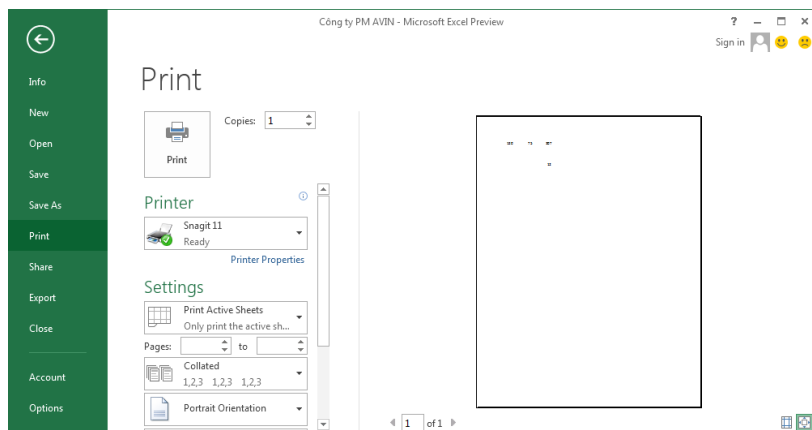 Công ty PM AVIN - Microsoft Excel Preview
?
Sign in
Info
New
Open
Save
Save As
Print
Share
Export
Close
Account
Options
Print
Copies: 1
Print
Printer
Snagit 11
Ready
Printer Properties
Settings
Print Active Sheets
Only print the active sh...
Pages: to
Collated
1,2,3 1,2,3 1,2,3
Portrait Orientation
1 of 1